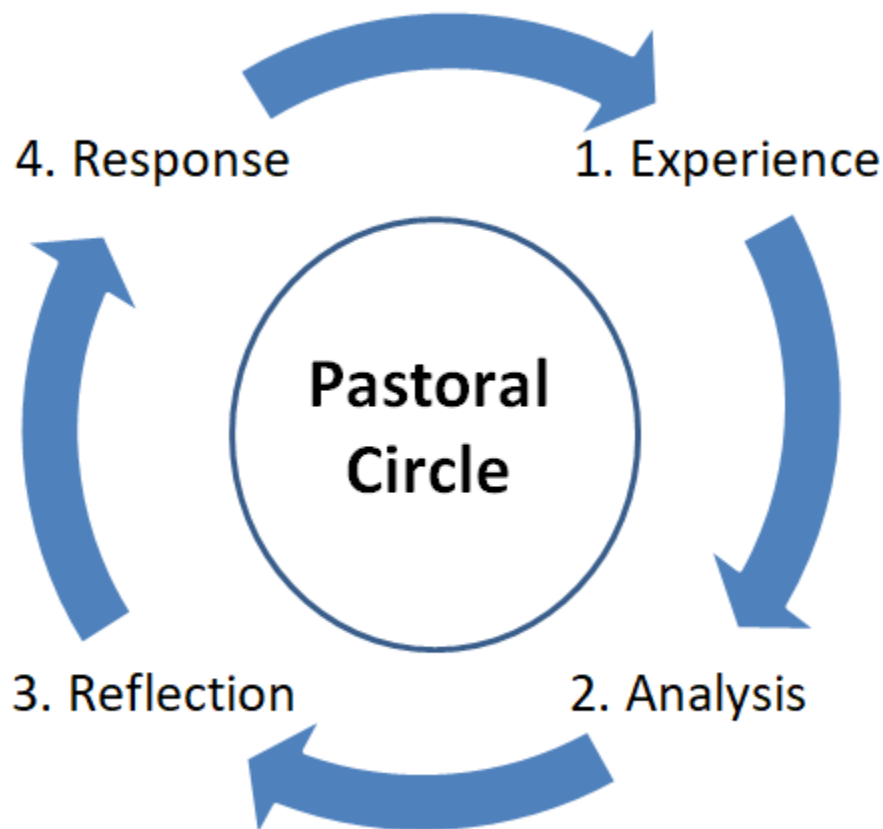 4. Response
1. Experience
Pastoral
Circle
3. Reflection
2. Analysis